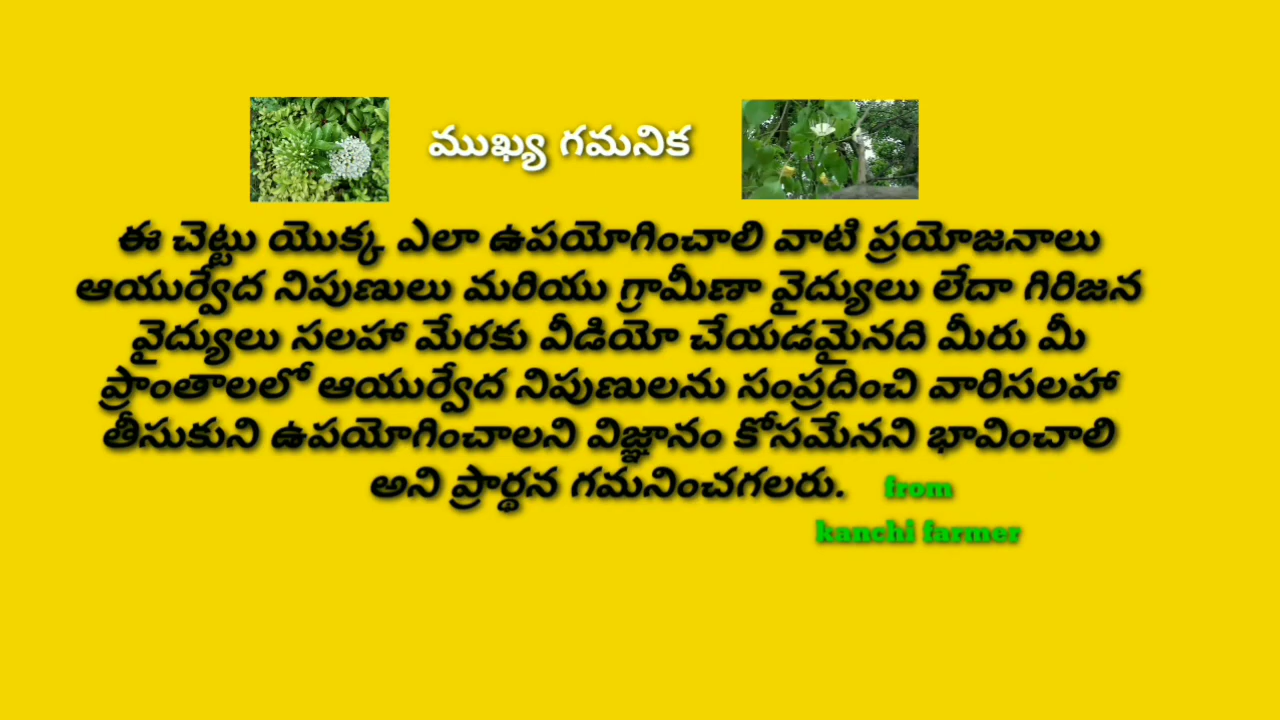 ముఖ్య గమనిక
ఈ చెట్టు యొక్క ఎలా ఉపయోగించాలి వాటి ప్రయోజనాలు
ఆయుర్వేద నిపుణులు మరియు గ్రామీణా వైద్యులు లేదా గిరిజన
వైద్యులు సలహా మేరకు వీడియో చేయడమైనది మీరు మీ
ప్రాంతాలలో ఆయుర్వేద నిపుణులను సంప్రదించి వారిసలహా
తీసుకుని ఉపయోగించాలని విజ్ఞానం కోసమేనని భావించాలి
అని ప్రార్థన గమనించగలరు. from
kanchi farmer